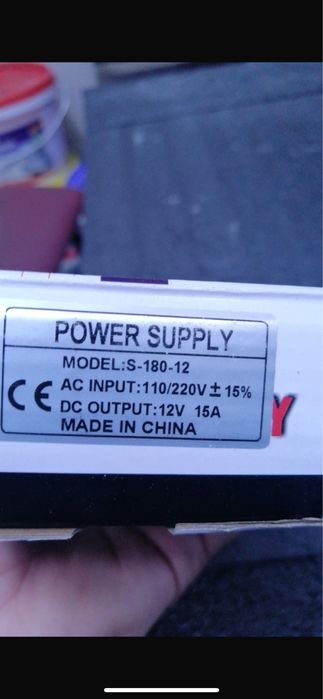 POWER SUPPLY
MODEL:S-180-12
CE AC INPUT:110/220V ± 15%
DC OUTPUT:12V 15A
MADE IN CHINA
Y